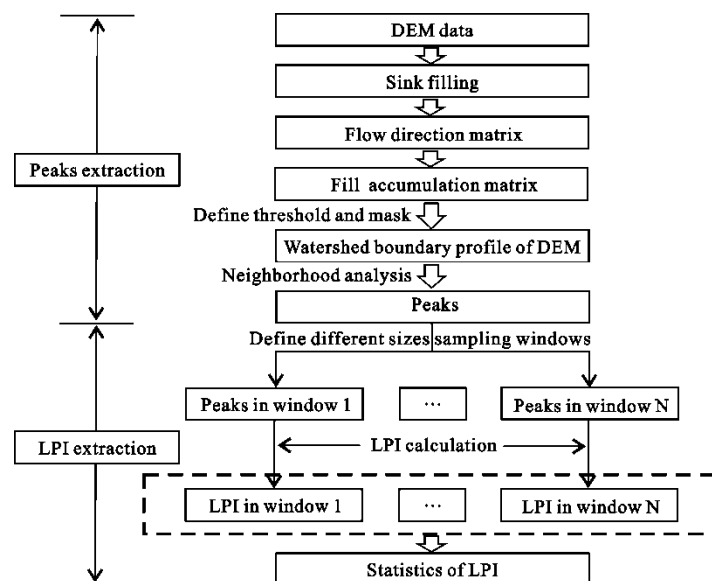 DEM data
Sink filling
Flow direction matrix
Peaks extraction
Fill accumulation matrix
Define threshold and mask
Watershed boundary profile of DEM
Neighborhood analysis
Peaks
Define different sizes sampling windows
Peaks in window 1
...
Peaks in window N
LPI extraction
LPI calculation
LPI in window 1
...
LPI in window N
Statistics of LPI